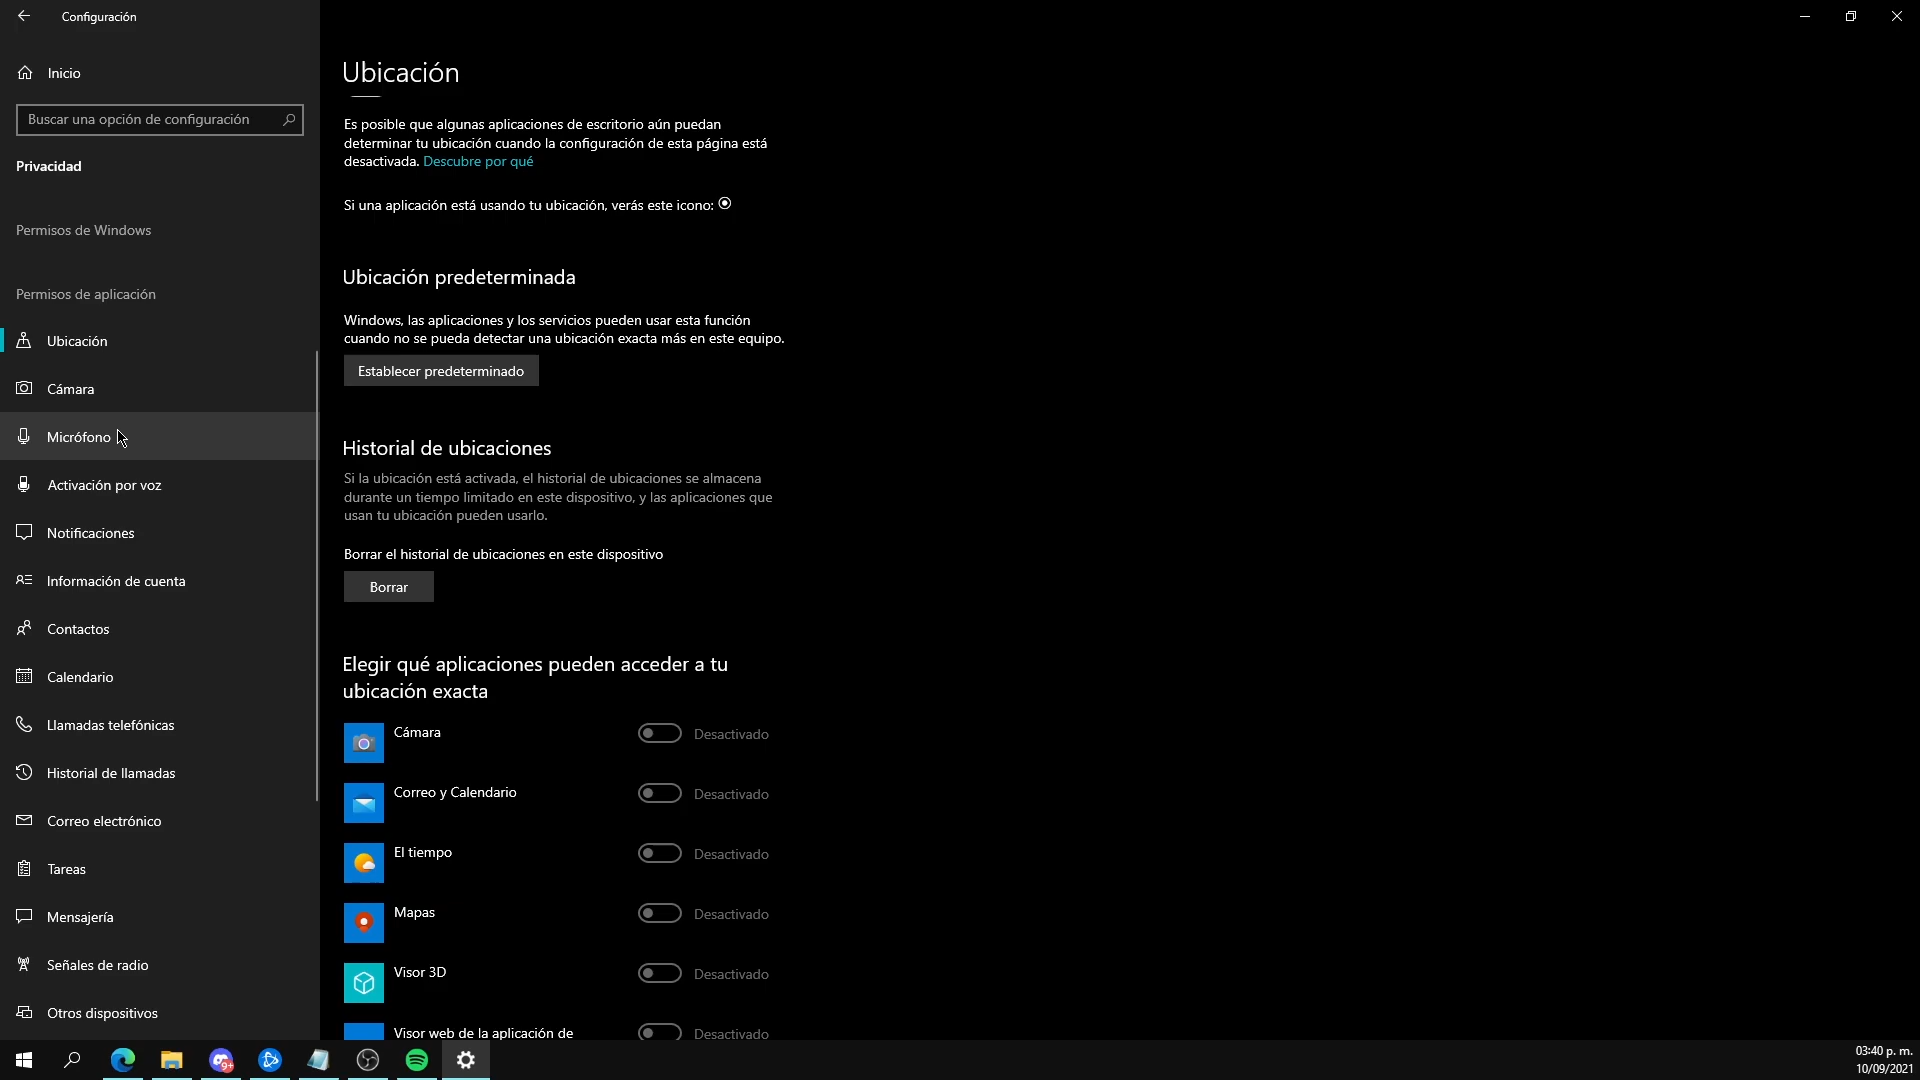 Configuración
Inicio
Buscar una opción de configuración
Privacidad
Permisos de Windows
Permisos de aplicación
Ubicación
Cámara
Micrófono
Activación por voz
Notificaciones
Información de cuenta
Contactos
Calendario
Llamadas telefónicas
Historial de llamadas
Correo electrónico
Tareas
Mensajería
Señales de radio
Otros dispositivos
Ubicación
Es posible que algunas aplicaciones de escritorio aún puedan
determinar tu ubicación cuando la configuración de esta página está
desactivada. Descubre por qué
Si una aplicación está usando tu ubicación, verás este icono:
Ubicación predeterminada
Windows, las aplicaciones y los servicios pueden usar esta función
cuando no se pueda detectar una ubicación exacta más en este equipo.
Establecer predeterminado
Historial de ubicaciones
Si la ubicación está activada, el historial de ubicaciones se almacena
durante un tiempo limitado en este dispositivo, y las aplicaciones que
usan tu ubicación pueden usarlo.
Borrar el historial de ubicaciones en este dispositivo
Borrar
Elegir qué aplicaciones pueden acceder a tu
ubicación exacta
Cámara Desactivado
Correo y Calendario Desactivado
El tiempo Desactivado
Mapas Desactivado
Visor 3D Desactivado
Visor web de la aplicación de Desactivado
9+
03:40 p. m.
10/09/2021